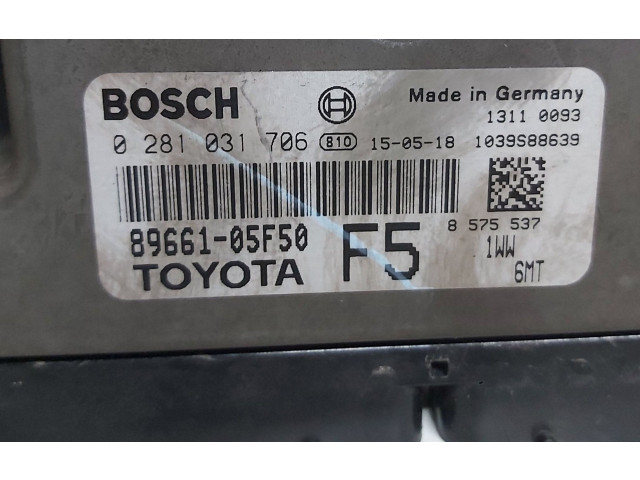 BOSCH Made in Germany
1311 0093
0 281 031 706 810 15-05-18 1039S88639
8 575 537
89661-05F50 F5 1WW
TOYOTA 6MT